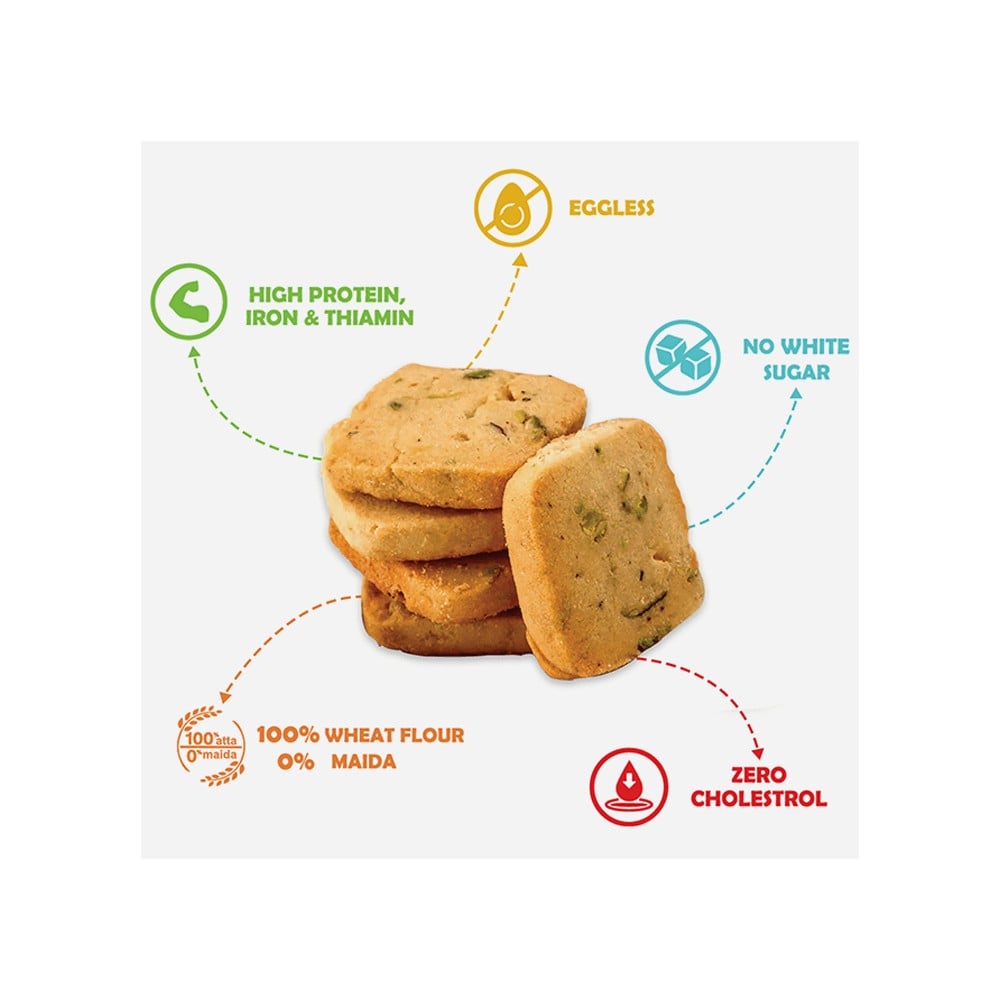 EGGLESS
HIGH PROTEIN,
IRON & THIAMIN
NO WHITE
SUGAR
100% WHEAT FLOUR
0% MAIDA
100% atta
0% maida
ZERO
CHOLESTROL